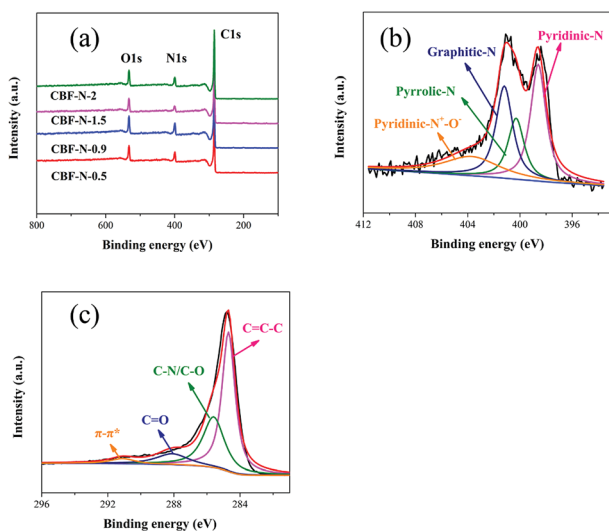 (a)
C1s
O1s
N1s
CBF-N-2
CBF-N-1.5
CBF-N-0.9
CBF-N-0.5
Intensity (a.u.)
800
600
400
200
Binding energy (eV)
(b)
Pyridinic-N
Graphitic-N
Pyrrolic-N
Pyridinic-N⁺-O⁻
Intensity (a.u.)
412
408
404
400
396
Binding energy (eV)
(c)
C=C-C
C-N/C-O
C=O
π-π*
Intensity (a.u.)
296
292
288
284
Binding energy (eV)